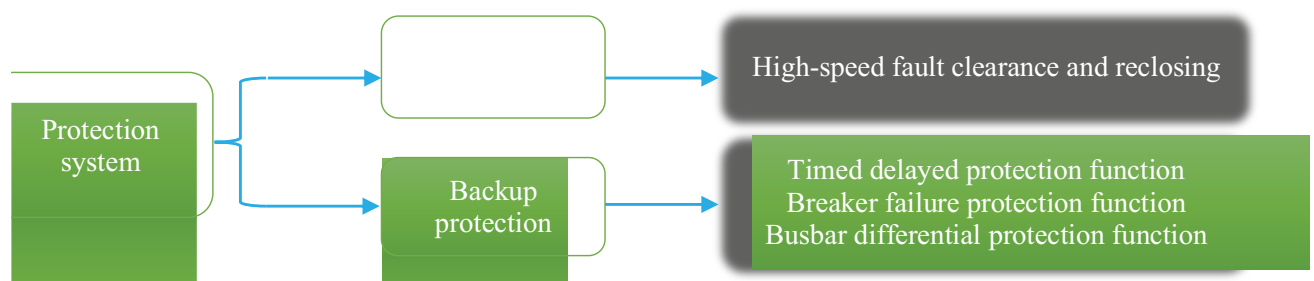 High-speed fault clearance and reclosing
Protection
system
Backup
protection
Timed delayed protection function
Breaker failure protection function
Busbar differential protection function